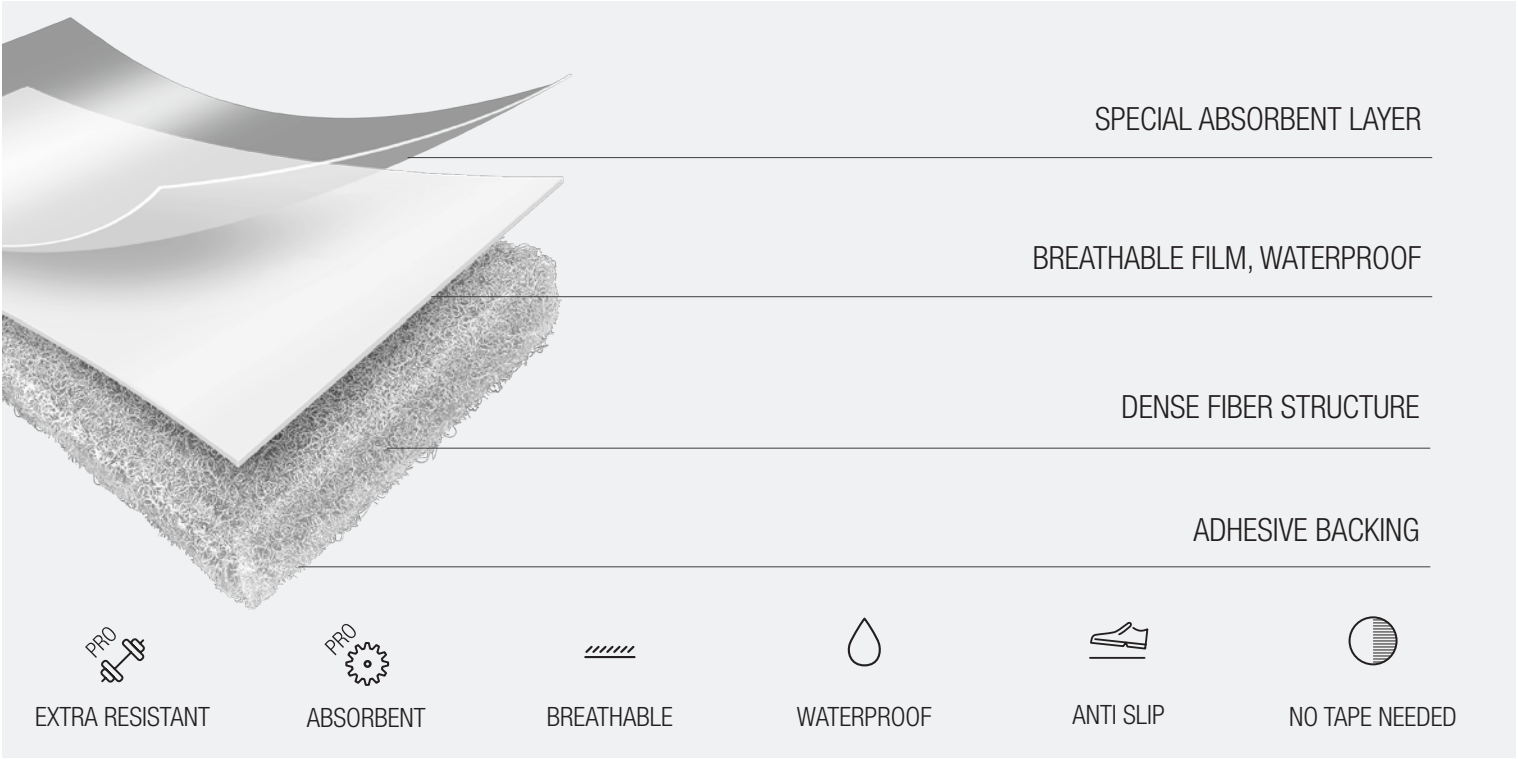 SPECIAL ABSORBENT LAYER
BREATHABLE FILM, WATERPROOF
DENSE FIBER STRUCTURE
ADHESIVE BACKING
PRO
EXTRA RESISTANT
PRO
ABSORBENT
BREATHABLE
WATERPROOF
ANTI SLIP
NO TAPE NEEDED